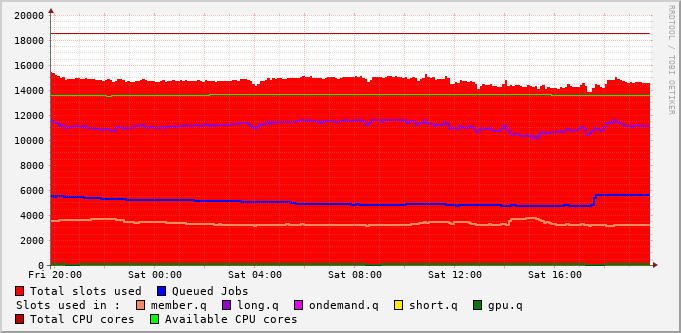 RRDTOOL / TOBI OETIKER
20000
18000
16000
14000
12000
10000
8000
6000
4000
2000
0
Fri 20:00 Sat 00:00 Sat 04:00 Sat 08:00 Sat 12:00 Sat 16:00
Total slots used Queued Jobs
Slots used in : member.q long.q ondemand.q short.q gpu.q
Total CPU cores Available CPU cores